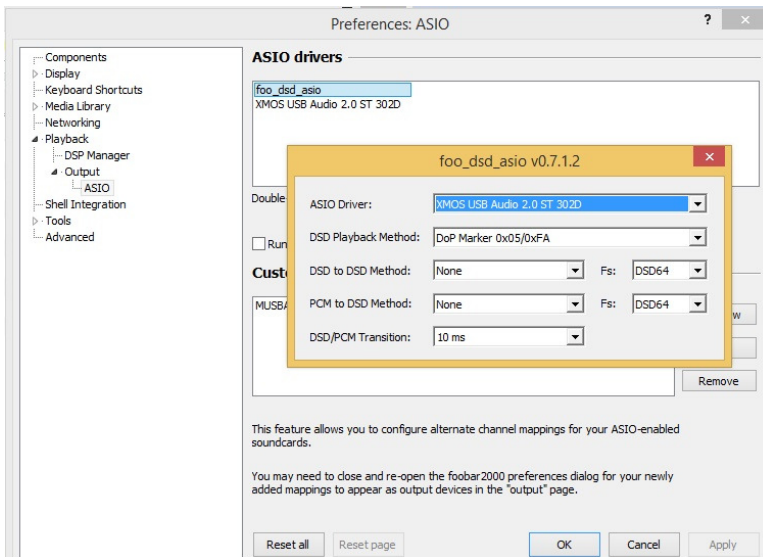 Preferences: ASIO
?
x
Components
Display
Keyboard Shortcuts
Media Library
Networking
Playback
DSP Manager
Output
ASIO
Shell Integration
Tools
Advanced
ASIO drivers
foo_dsd_asio
XMOS USB Audio 2.0 ST 302D
Double-
Run
Cust
MUSBA
foo_dsd_asio v0.7.1.2
x
ASIO Driver: XMOS USB Audio 2.0 ST 302D
DSD Playback Method: DoP Marker 0x05/0xFA
DSD to DSD Method: None Fs: DSD64
PCM to DSD Method: None Fs: DSD64
DSD/PCM Transition: 10 ms
w
Remove
This feature allows you to configure alternate channel mappings for your ASIO-enabled
soundcards.
You may need to close and re-open the foobar2000 preferences dialog for your newly
added mappings to appear as output devices in the "output" page.
Reset all Reset page OK Cancel Apply